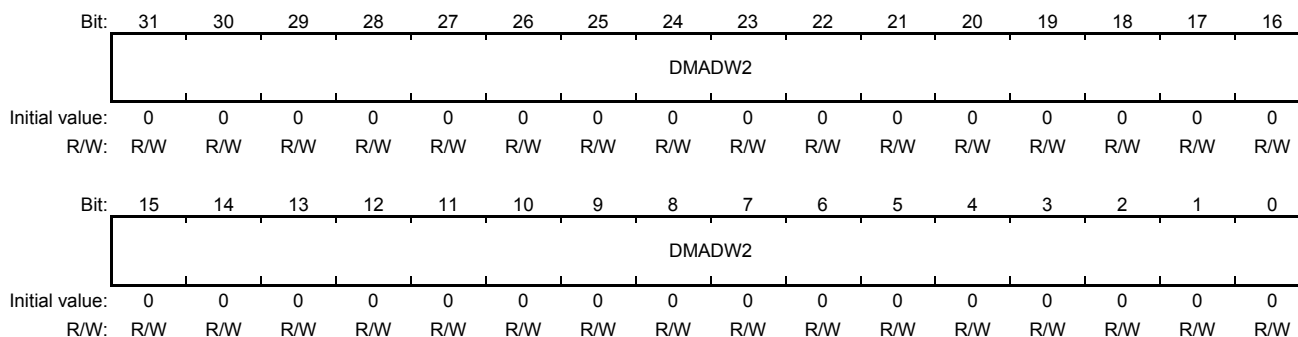 Bit: 31 30 29 28 27 26 25 24 23 22 21 20 19 18 17 16
DMADW2
Initial value: 0 0 0 0 0 0 0 0 0 0 0 0 0 0 0 0
R/W: R/W R/W R/W R/W R/W R/W R/W R/W R/W R/W R/W R/W R/W R/W R/W R/W
Bit: 15 14 13 12 11 10 9 8 7 6 5 4 3 2 1 0
DMADW2
Initial value: 0 0 0 0 0 0 0 0 0 0 0 0 0 0 0 0
R/W: R/W R/W R/W R/W R/W R/W R/W R/W R/W R/W R/W R/W R/W R/W R/W R/W